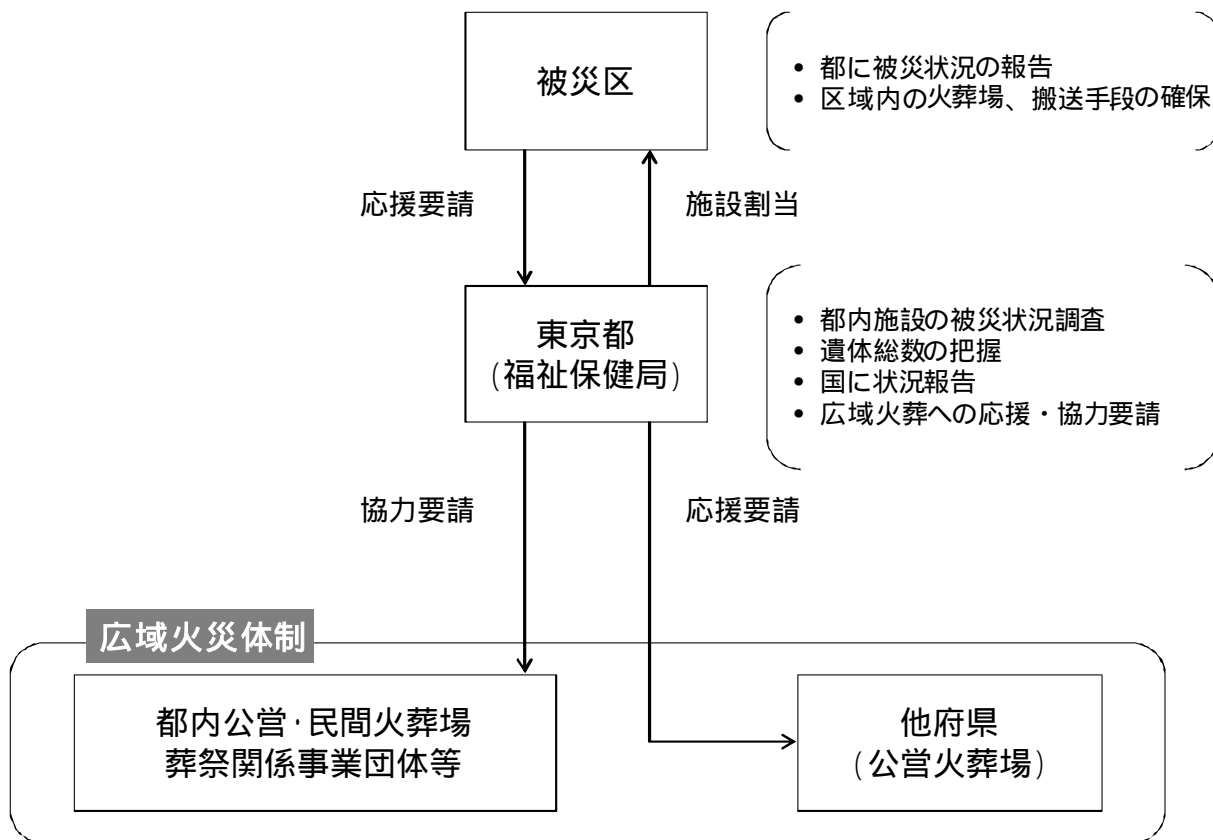 被災区
• 都に被災状況の報告
• 区域内の火葬場、搬送手段の確保
応援要請
施設割当
東京都
(福祉保健局)
• 都内施設の被災状況調査
• 遺体総数の把握
• 国に状況報告
• 広域火葬への応援・協力要請
協力要請
応援要請
広域火災体制
都内公営・民間火葬場
葬祭関係事業団体等
他府県
(公営火葬場)